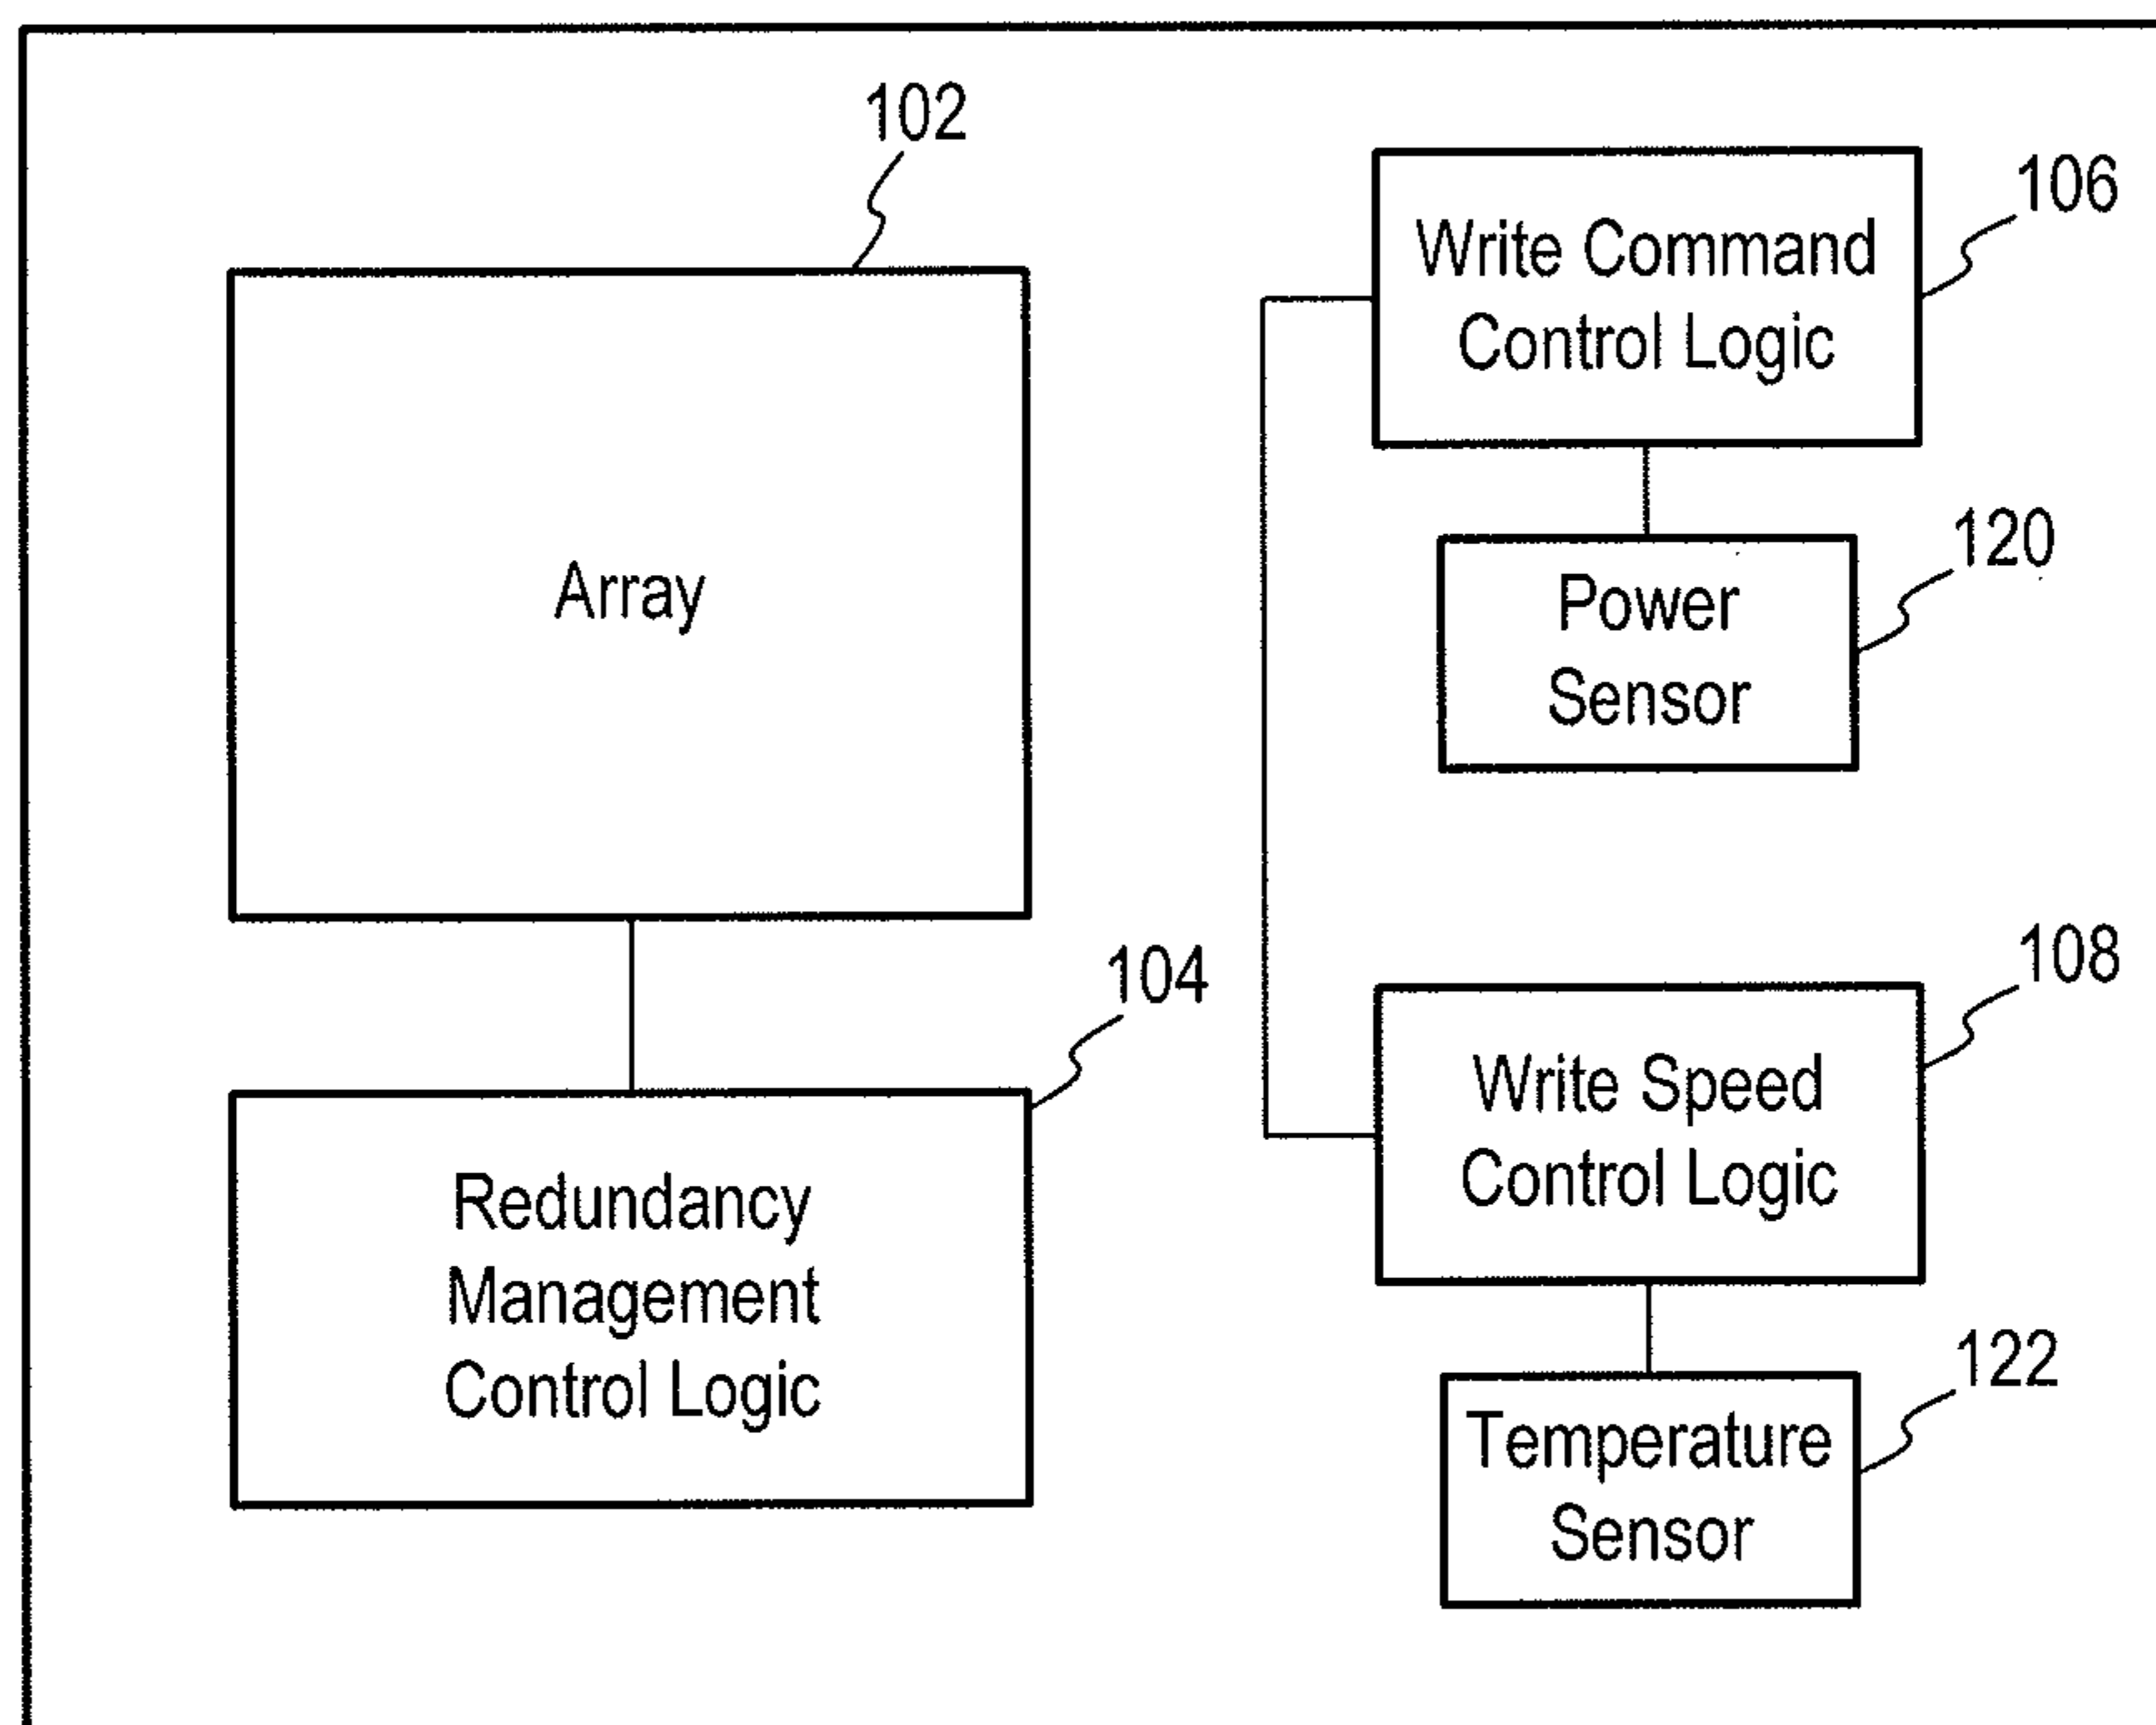 102
Array
104
Redundancy
Management
Control Logic
106
Write Command
Control Logic
120
Power
Sensor
108
Write Speed
Control Logic
122
Temperature
Sensor